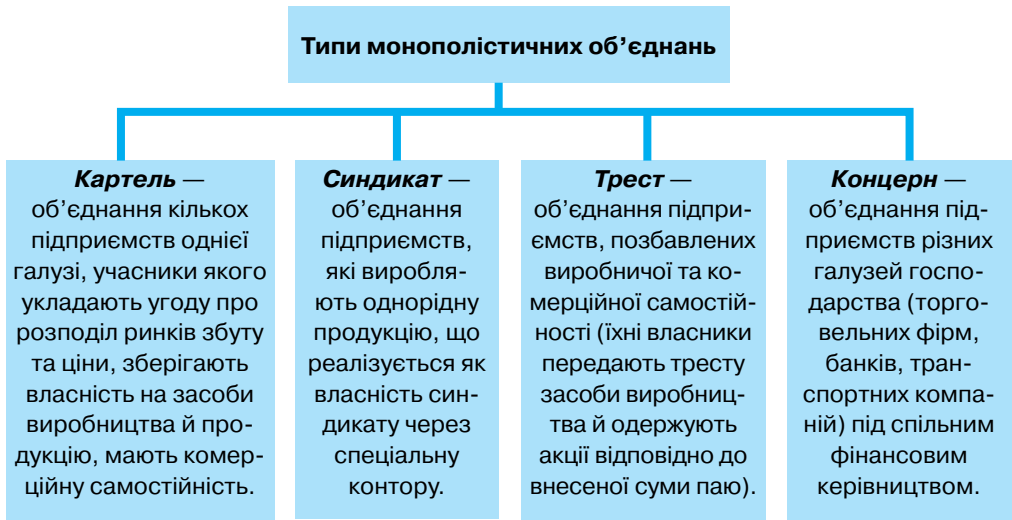 Типи монополістичних об’єднань
Картель —
об’єднання кількох
підприємств однієї
галузі, учасники якого
укладають угоду про
розподіл ринків збуту
та ціни, зберігають
власність на засоби
виробництва й про-
дукцію, мають комер-
ційну самостійність.
Синдикат —
об’єднання
підприємств,
які виробля-
ють однорідну
продукцію, що
реалізується як
власність син-
дикату через
спеціальну
контору.
Трест —
об’єднання підпри-
ємств, позбавлених
виробничої та ко-
мерційної самостій-
ності (їхні власники
передають тресту
засоби виробниц-
тва й одержують
акції відповідно до
внесеної суми паю).
Концерн —
об’єднання під-
приємств різних
галузей госпо-
дарства (торго-
вельних фірм,
банків, тран-
спортних компа-
ній) під спільним
фінансовим
керівництвом.